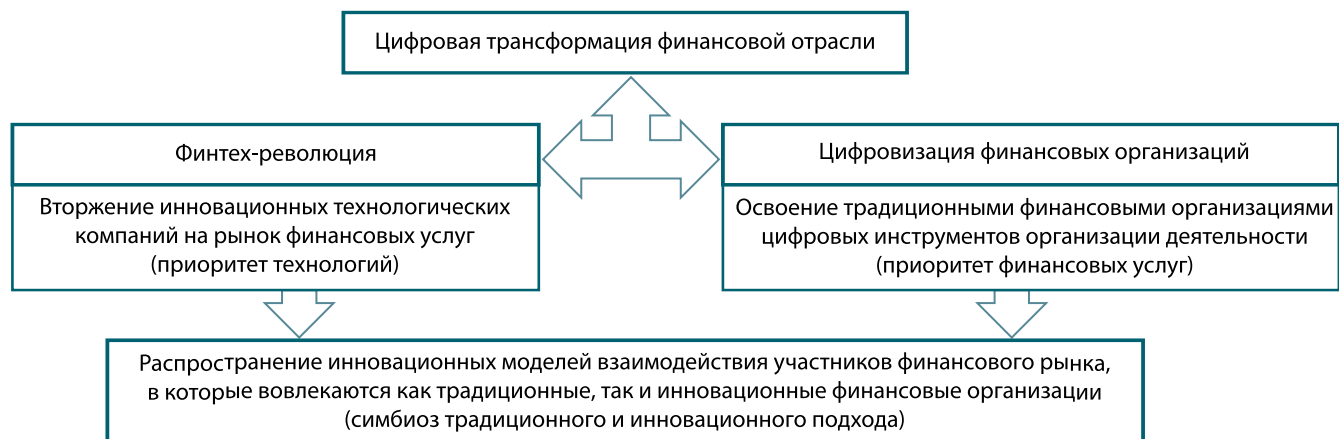 Цифровая трансформация финансовой отрасли
Финтех-революция
Вторжение инновационных технологических
компаний на рынок финансовых услуг
(приоритет технологий)
Цифровизация финансовых организаций
Освоение традиционными финансовыми организациями
цифровых инструментов организации деятельности
(приоритет финансовых услуг)
Распространение инновационных моделей взаимодействия участников финансового рынка,
в которые вовлекаются как традиционные, так и инновационные финансовые организации
(симбиоз традиционного и инновационного подхода)